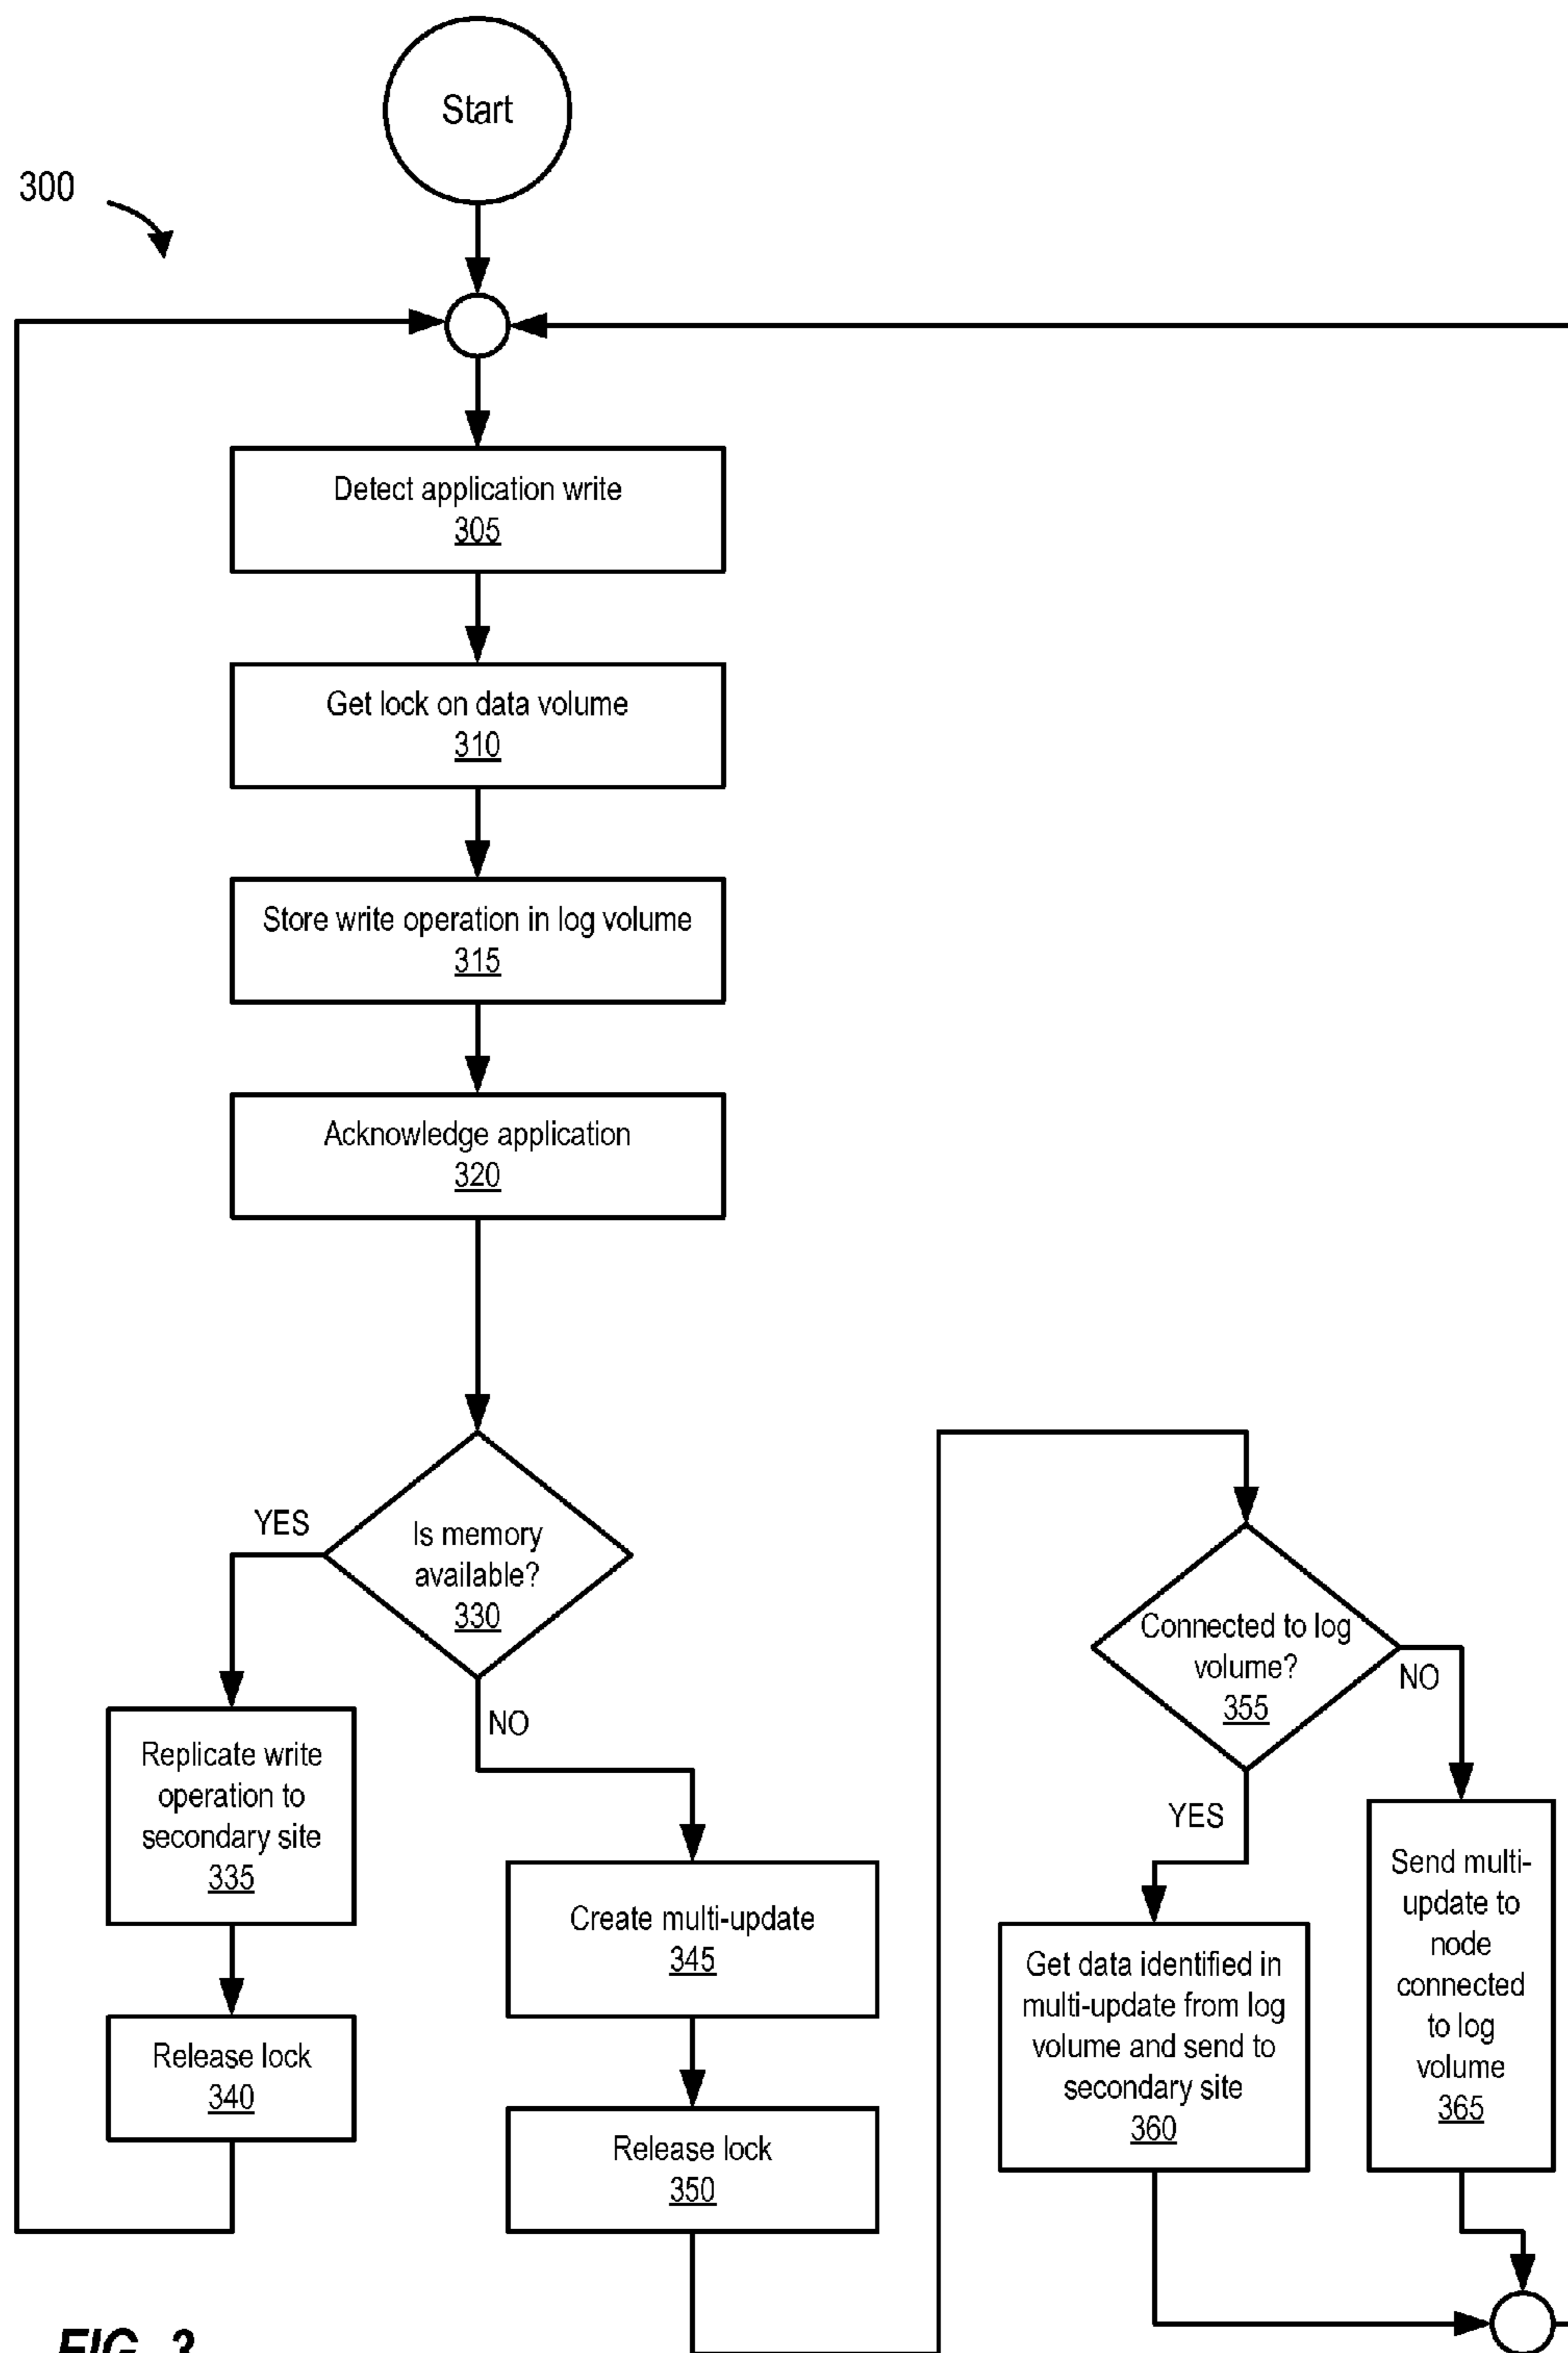 Start
300
Detect application write
305
Get lock on data volume
310
Store write operation in log volume
315
Acknowledge application
320
Is memory
available?
330
YES
NO
Replicate write
operation to
secondary site
335
Release lock
340
Create multi-update
345
Release lock
350
Connected to log
volume?
355
NO
YES
Get data identified in
multi-update from log
volume and send to
secondary site
360
Send multi-
update to
node
connected
to log
volume
365
FIG.